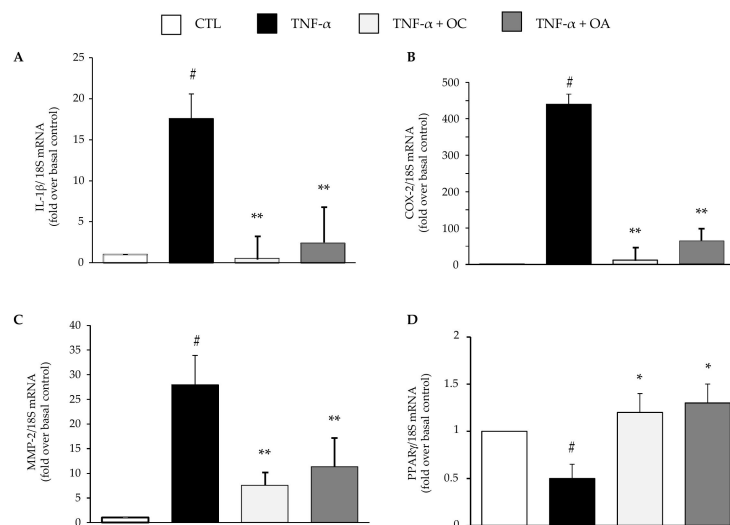 CTL TNF-α TNF-α + OC TNF-α + OA
A
IL-1β/ 18S mRNA
(fold over basal control)
25
20
15
10
5
0
#
**
**
B
COX-2/18S mRNA
(fold over basal control)
500
400
300
200
100
0
#
**
**
C
MMP-2/18S mRNA
(fold over basal control)
40
35
30
25
20
15
10
5
0
#
**
**
D
PPARγ/18S mRNA
(fold over basal control)
2
1.5
1
0.5
0
#
*
*